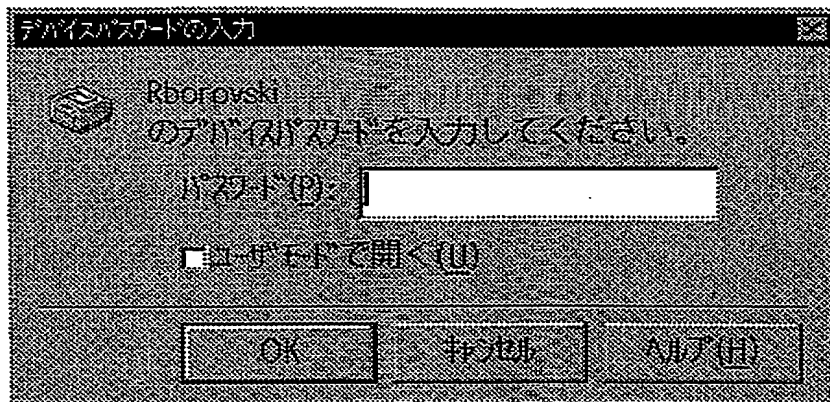 ﾃﾞﾊﾞｲｽﾊﾟｽﾜｰﾄﾞの入力
Rborovski
のﾃﾞﾊﾞｲｽﾊﾟｽﾜｰﾄﾞを入力してください。
ﾊﾟｽﾜｰﾄﾞ(P):
ﾕｰｻﾞﾓｰﾄﾞで開く(U)
OK
ｷｬﾝｾﾙ
ﾍﾙﾌﾟ(H)